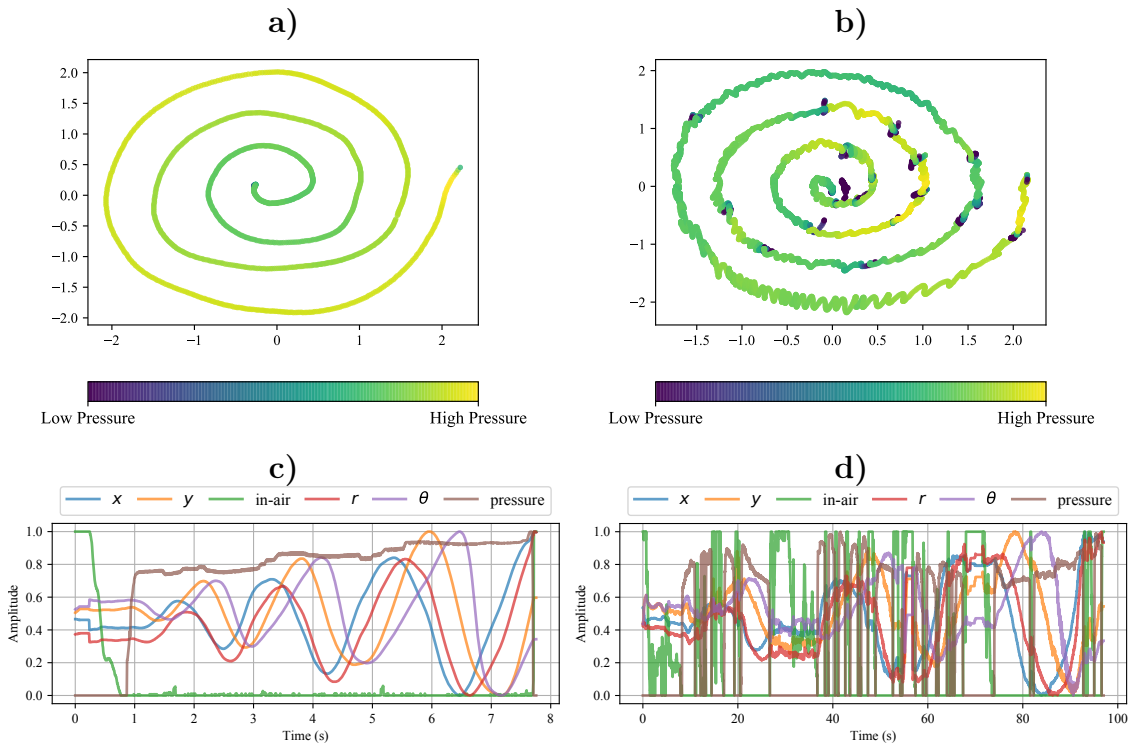 a)
b)
2.0
1.5
1.0
0.5
0.0
−0.5
−1.0
−1.5
−2.0
−2 −1 0 1 2
2
1
0
−1
−2
−1.5 −1.0 −0.5 0.0 0.5 1.0 1.5 2.0
Low Pressure High Pressure
Low Pressure High Pressure
c)
d)
x y in-air r θ pressure
x y in-air r θ pressure
Amplitude
1.0
0.8
0.6
0.4
0.2
0.0
0 1 2 3 4 5 6 7 8
Time (s)
Amplitude
1.0
0.8
0.6
0.4
0.2
0.0
0 20 40 60 80 100
Time (s)